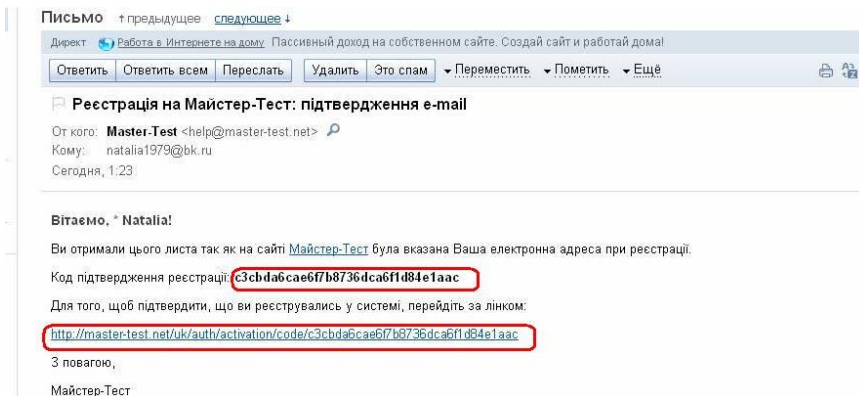 Письмо ↑ предыдущее следующее ↓
Директ Работа в Интернете на дому Пассивный доход на собственном сайте. Создай сайт и работай дома!
Ответить Ответить всем Переслать Удалить Это спам Переместить Пометить Ещё
Реєстрація на Майстер-Тест: підтвердження e-mail
От кого: Master-Test <help@master-test.net>
Кому: natalia1979@bk.ru
Сегодня, 1:23
Вітаємо, * Natalia!
Ви отримали цього листа так як на сайті Майстер-Тест була вказана Ваша електронна адреса при реєстрації.
Код підтвердження реєстрації: c3cbda6cae6f7b8736dca6f1d84e1aac
Для того, щоб підтвердити, що ви реєструвались у системі, перейдіть за лінком:
http://master-test.net/uk/auth/activation/code/c3cbda6cae6f7b8736dca6f1d84e1aac
З повагою,
Майстер-Тест